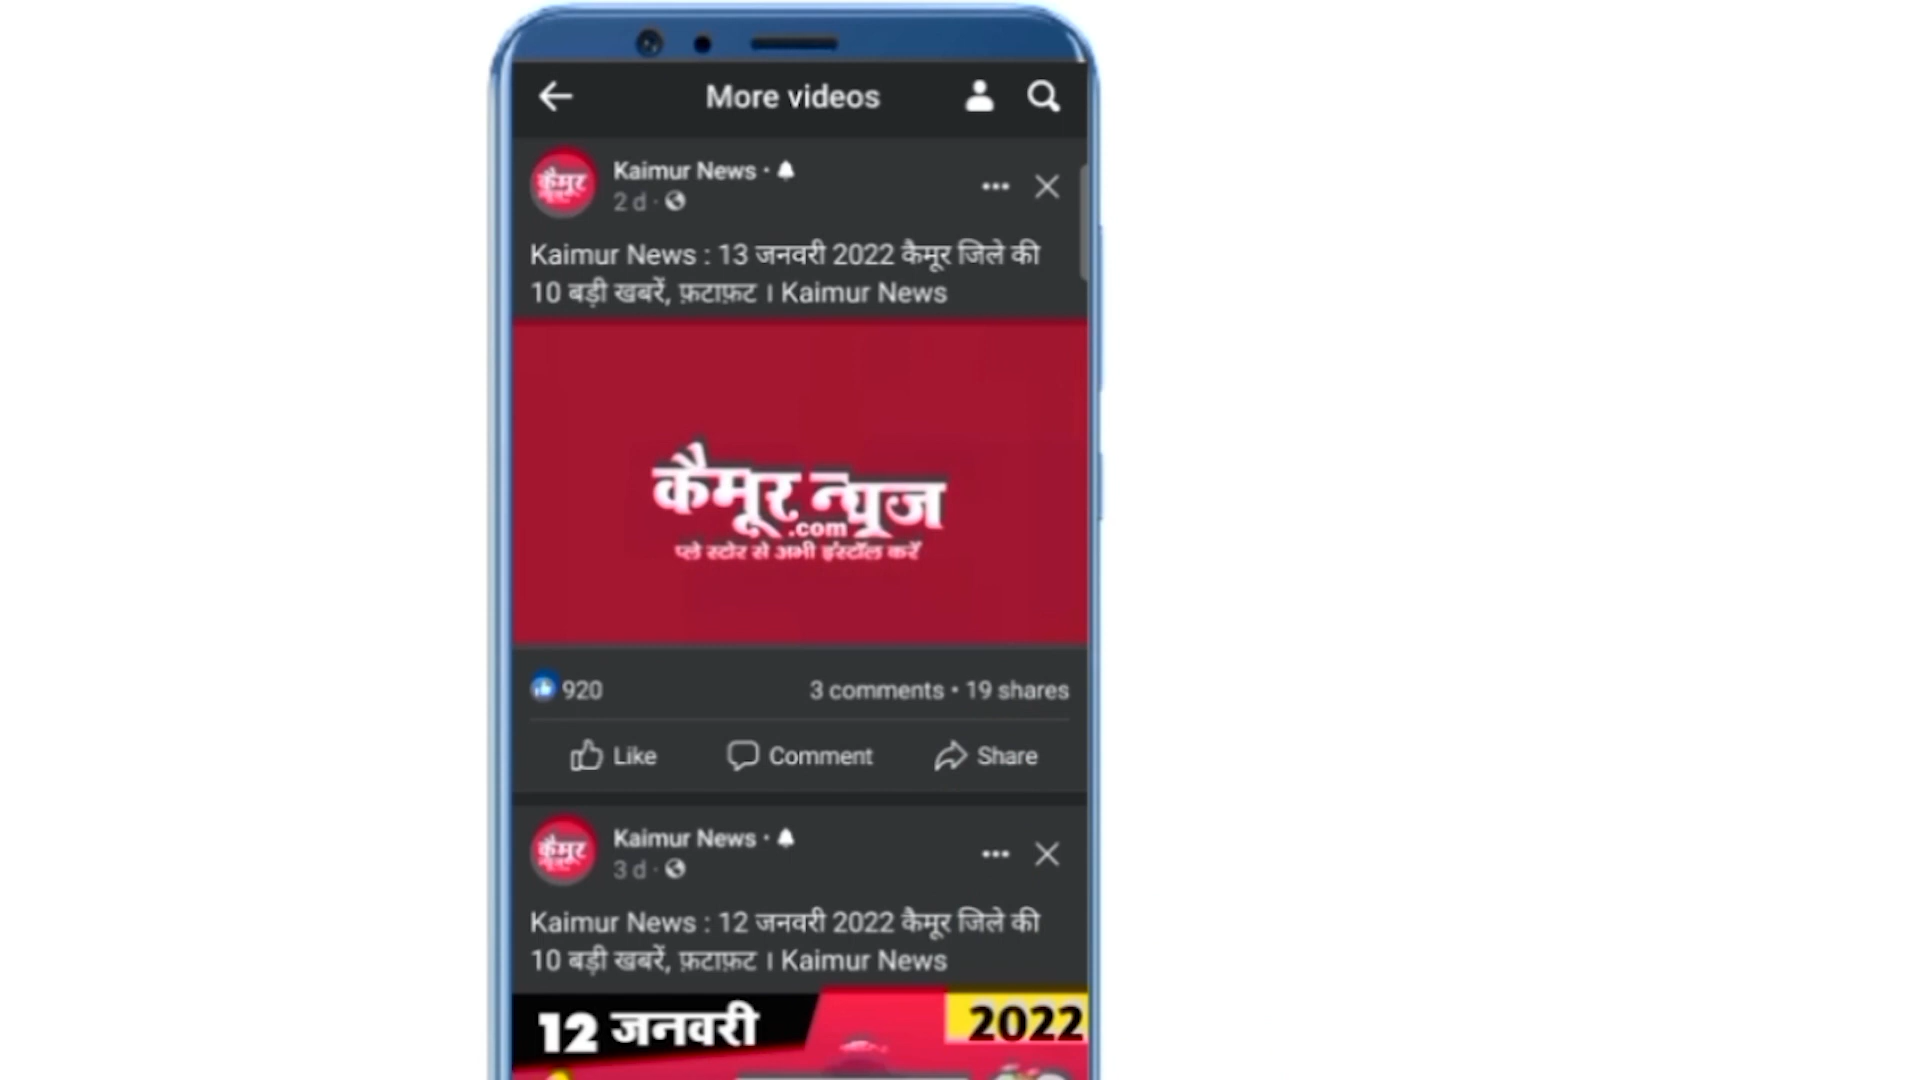 More videos
कैमूर
Kaimur News
2 d
Kaimur News : 13 जनवरी 2022 कैमूर जिले की
10 बड़ी खबरें, फ़टाफ़ट । Kaimur News
कैमूर न्यूज
.com
प्ले स्टोर से अभी इंस्टॉल करें
920
3 comments • 19 shares
Like
Comment
Share
कैमूर
Kaimur News
3 d
Kaimur News : 12 जनवरी 2022 कैमूर जिले की
10 बड़ी खबरें, फ़टाफ़ट । Kaimur News
12 जनवरी
2022